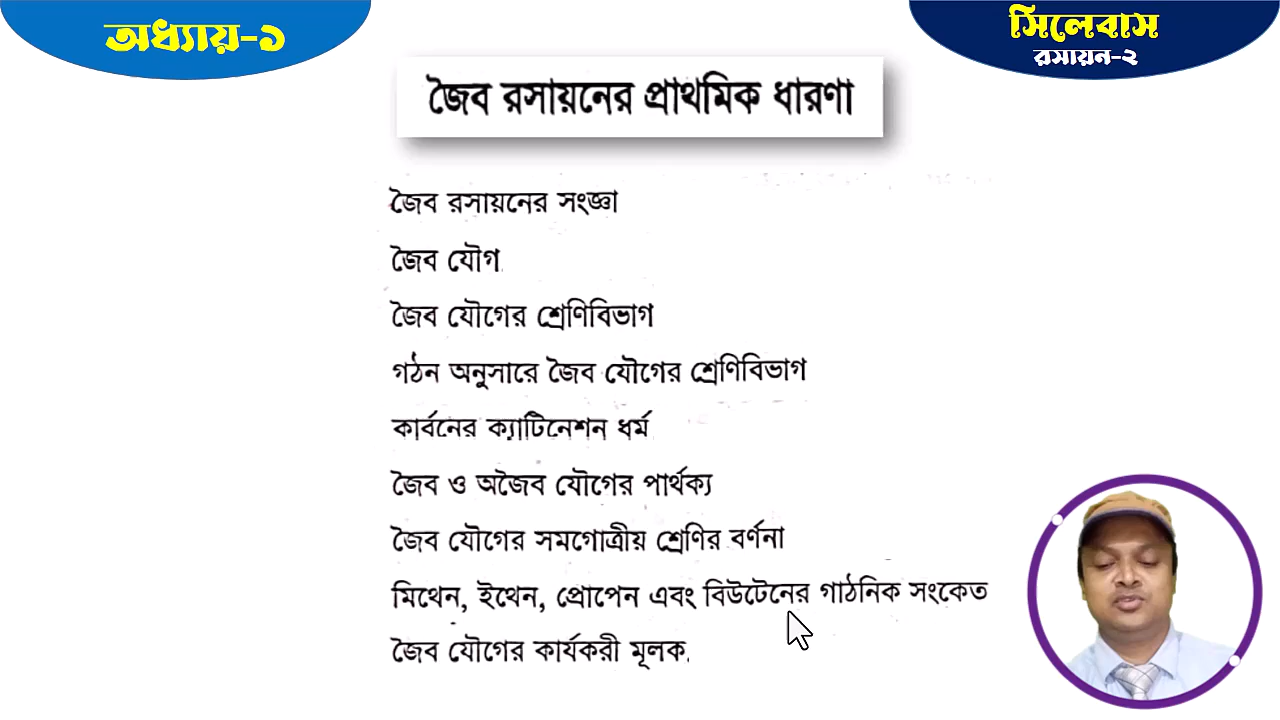 অধ্যায়-১
সিলেবাস
রসায়ন-২
জৈব রসায়নের প্রাথমিক ধারণা
জৈব রসায়নের সংজ্ঞা
জৈব যৌগ
জৈব যৌগের শ্রেণিবিভাগ
গঠন অনুসারে জৈব যৌগের শ্রেণিবিভাগ
কার্বনের ক্যাটিনেশন ধর্ম
জৈব ও অজৈব যৌগের পার্থক্য
জৈব যৌগের সমগোত্রীয় শ্রেণির বর্ণনা
মিথেন, ইথেন, প্রোপেন এবং বিউটেনের গাঠনিক সংকেত
জৈব যৌগের কার্যকরী মূলক